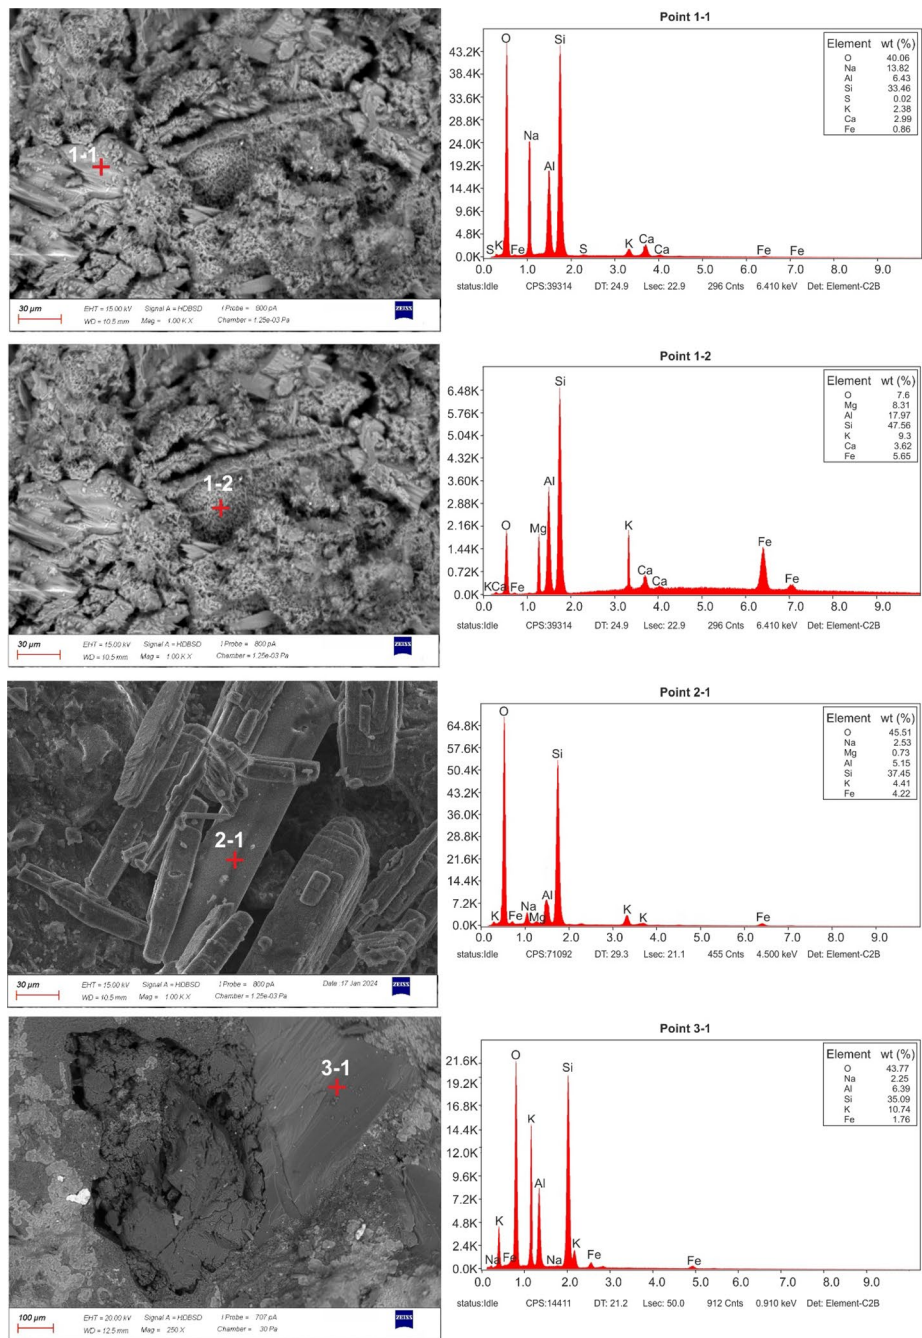 Point 1-1
1-1
30 µm
EHT = 15.00 kV Signal A = HDBSD I Probe = 800 pA
WD = 10.5 mm Mag = 1.00 K X Chamber = 1.25e-03 Pa
ZEISS
43.2K
38.4K
33.6K
28.8K
24.0K
19.2K
14.4K
9.6K
4.8K
0.0K
O
Si
Na
Al
S K Fe
S
K Ca
Ca
Fe Fe
0.0 1.0 2.0 3.0 4.0 5.0 6.0 7.0 8.0 9.0
Element wt (%)
O 40.06
Na 13.82
Al 6.43
Si 33.46
S 0.02
K 2.38
Ca 2.99
Fe 0.86
status:Idle CPS:39314 DT: 24.9 Lsec: 22.9 296 Cnts 6.410 keV Det: Element-C2B
Point 1-2
1-2
30 µm
EHT = 15.00 kV Signal A = HDBSD I Probe = 800 pA
WD = 10.5 mm Mag = 1.00 K X Chamber = 1.25e-03 Pa
ZEISS
6.48K
5.76K
5.04K
4.32K
3.60K
2.88K
2.16K
1.44K
0.72K
0.0K
Si
Al
O Mg
K
Fe
K Ca Fe
Ca
Ca
Fe
0.0 1.0 2.0 3.0 4.0 5.0 6.0 7.0 8.0 9.0
Element wt (%)
O 7.6
Mg 8.31
Al 17.97
Si 47.56
K 9.3
Ca 3.62
Fe 5.65
status:Idle CPS:39314 DT: 24.9 Lsec: 22.9 296 Cnts 6.410 keV Det: Element-C2B
Point 2-1
2-1
30 µm
EHT = 15.00 kV Signal A = HDBSD I Probe = 800 pA Date :17 Jan 2024
WD = 10.5 mm Mag = 1.00 K X Chamber = 1.25e-03 Pa
ZEISS
64.8K
57.6K
50.4K
43.2K
36.0K
28.8K
21.6K
14.4K
7.2K
0.0K
O
Si
K Fe Na Mg Al
K K
Fe
0.0 1.0 2.0 3.0 4.0 5.0 6.0 7.0 8.0 9.0
Element wt (%)
O 45.51
Na 2.53
Mg 0.73
Al 5.15
Si 37.45
K 4.41
Fe 4.22
status:Idle CPS:71092 DT: 29.3 Lsec: 21.1 455 Cnts 4.500 keV Det: Element-C2B
Point 3-1
3-1
100 µm
EHT = 20.00 kV Signal A = HDBSD I Probe = 707 pA
WD = 12.5 mm Mag = 250 X Chamber = 30 Pa
ZEISS
21.6K
19.2K
16.8K
14.4K
12.0K
9.6K
7.2K
4.8K
2.4K
0.0K
O
Si
K
Al
K
K
Na Fe Na Fe Fe
0.0 1.0 2.0 3.0 4.0 5.0 6.0 7.0 8.0 9.0
Element wt (%)
O 43.77
Na 2.25
Al 6.39
Si 35.09
K 10.74
Fe 1.76
status:Idle CPS:14411 DT: 21.2 Lsec: 50.0 912 Cnts 0.910 keV Det: Element-C2B